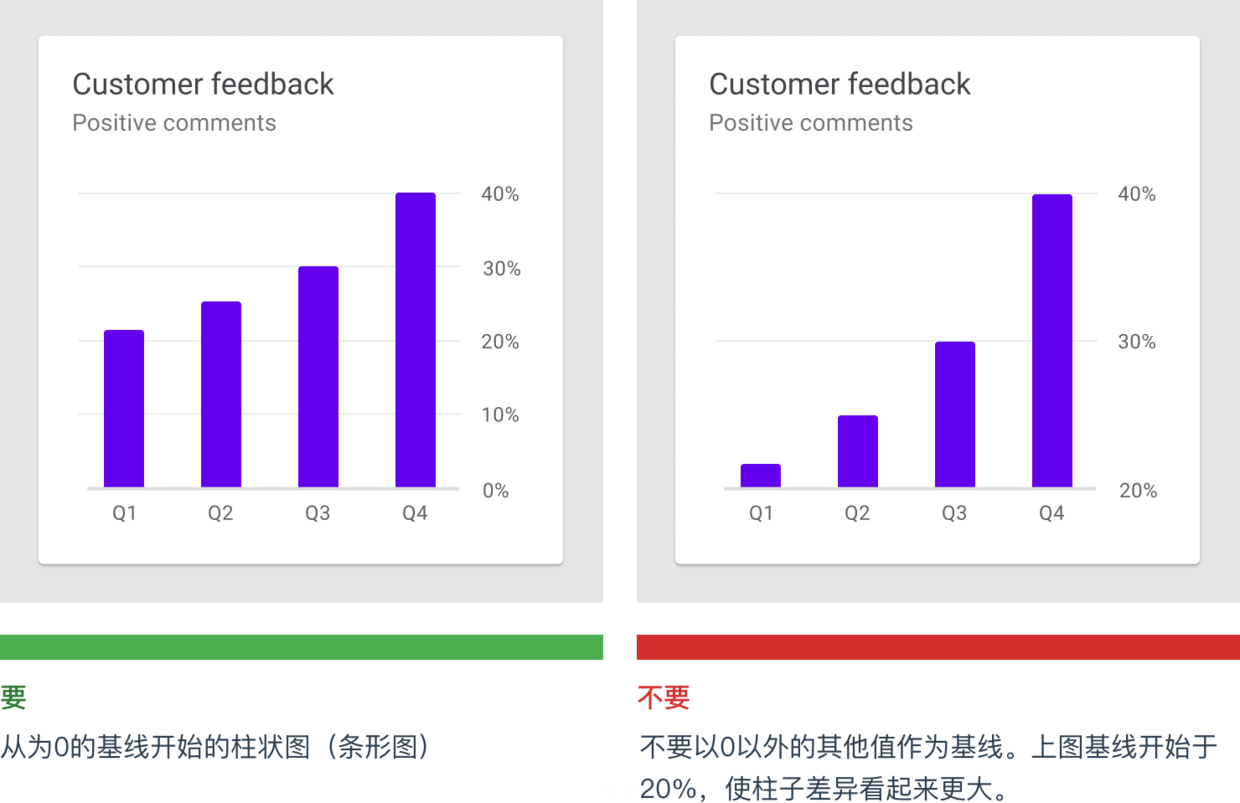 Customer feedback
Positive comments
40%
30%
20%
10%
0%
Q1 Q2 Q3 Q4
要
从为0的基线开始的柱状图（条形图）
Customer feedback
Positive comments
40%
30%
20%
Q1 Q2 Q3 Q4
不要
不要以0以外的其他值作为基线。上图基线开始于
20%，使柱子差异看起来更大。